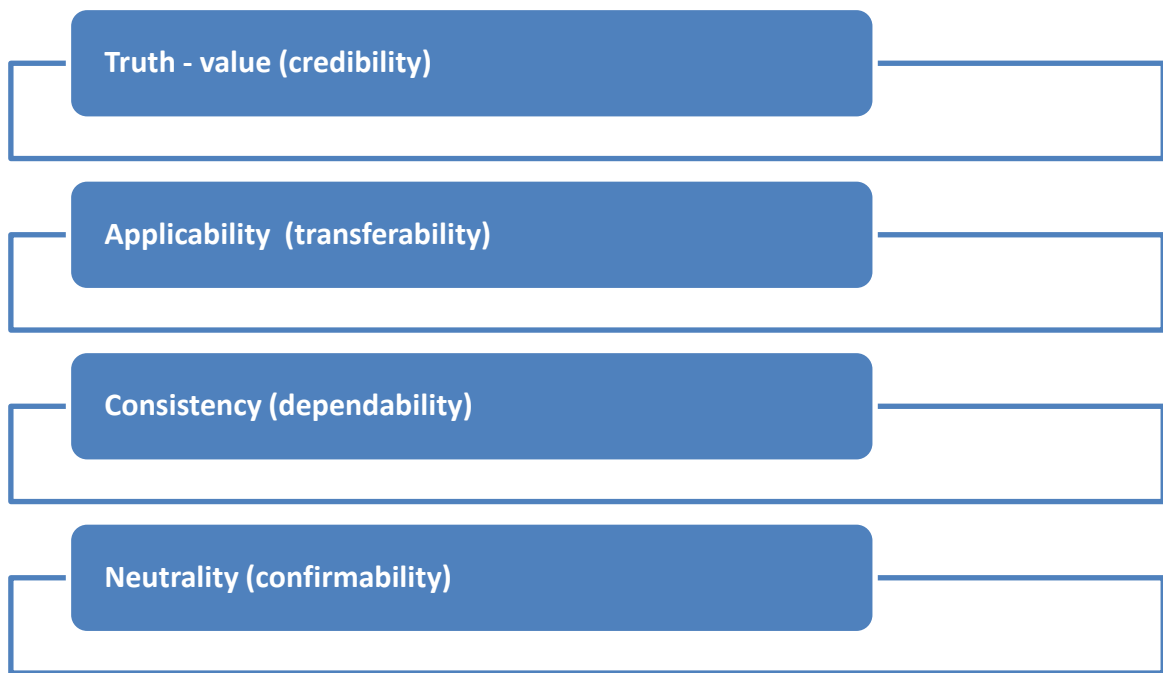 Truth - value (credibility)
Applicability  (transferability)
Consistency (dependability)
Neutrality (confirmability)